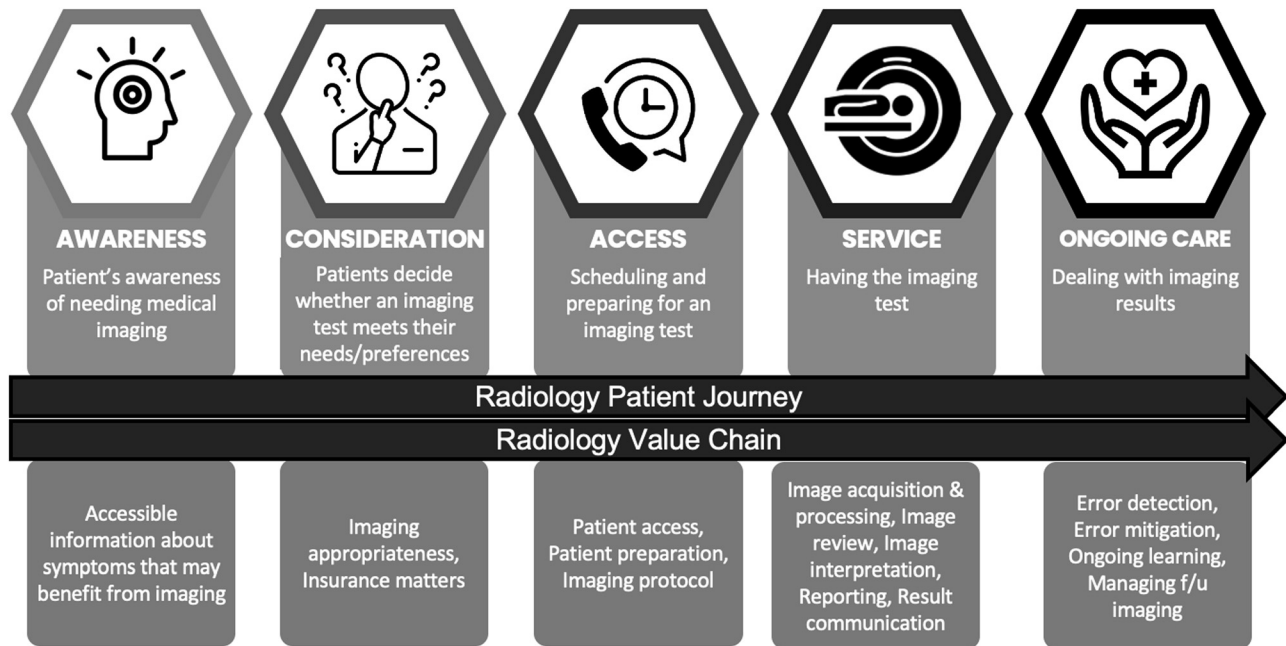 AWARENESS
Patient's awareness
of needing medical
imaging
CONSIDERATION
Patients decide
whether an imaging
test meets their
needs/preferences
ACCESS
Scheduling and
preparing for an
imaging test
SERVICE
Having the imaging
test
ONGOING CARE
Dealing with imaging
results
Radiology Patient Journey
Radiology Value Chain
Accessible
information about
symptoms that may
benefit from imaging
Imaging
appropriateness,
Insurance matters
Patient access,
Patient preparation,
Imaging protocol
Image acquisition &
processing, Image
review, Image
interpretation,
Reporting, Result
communication
Error detection,
Error mitigation,
Ongoing learning,
Managing f/u
imaging